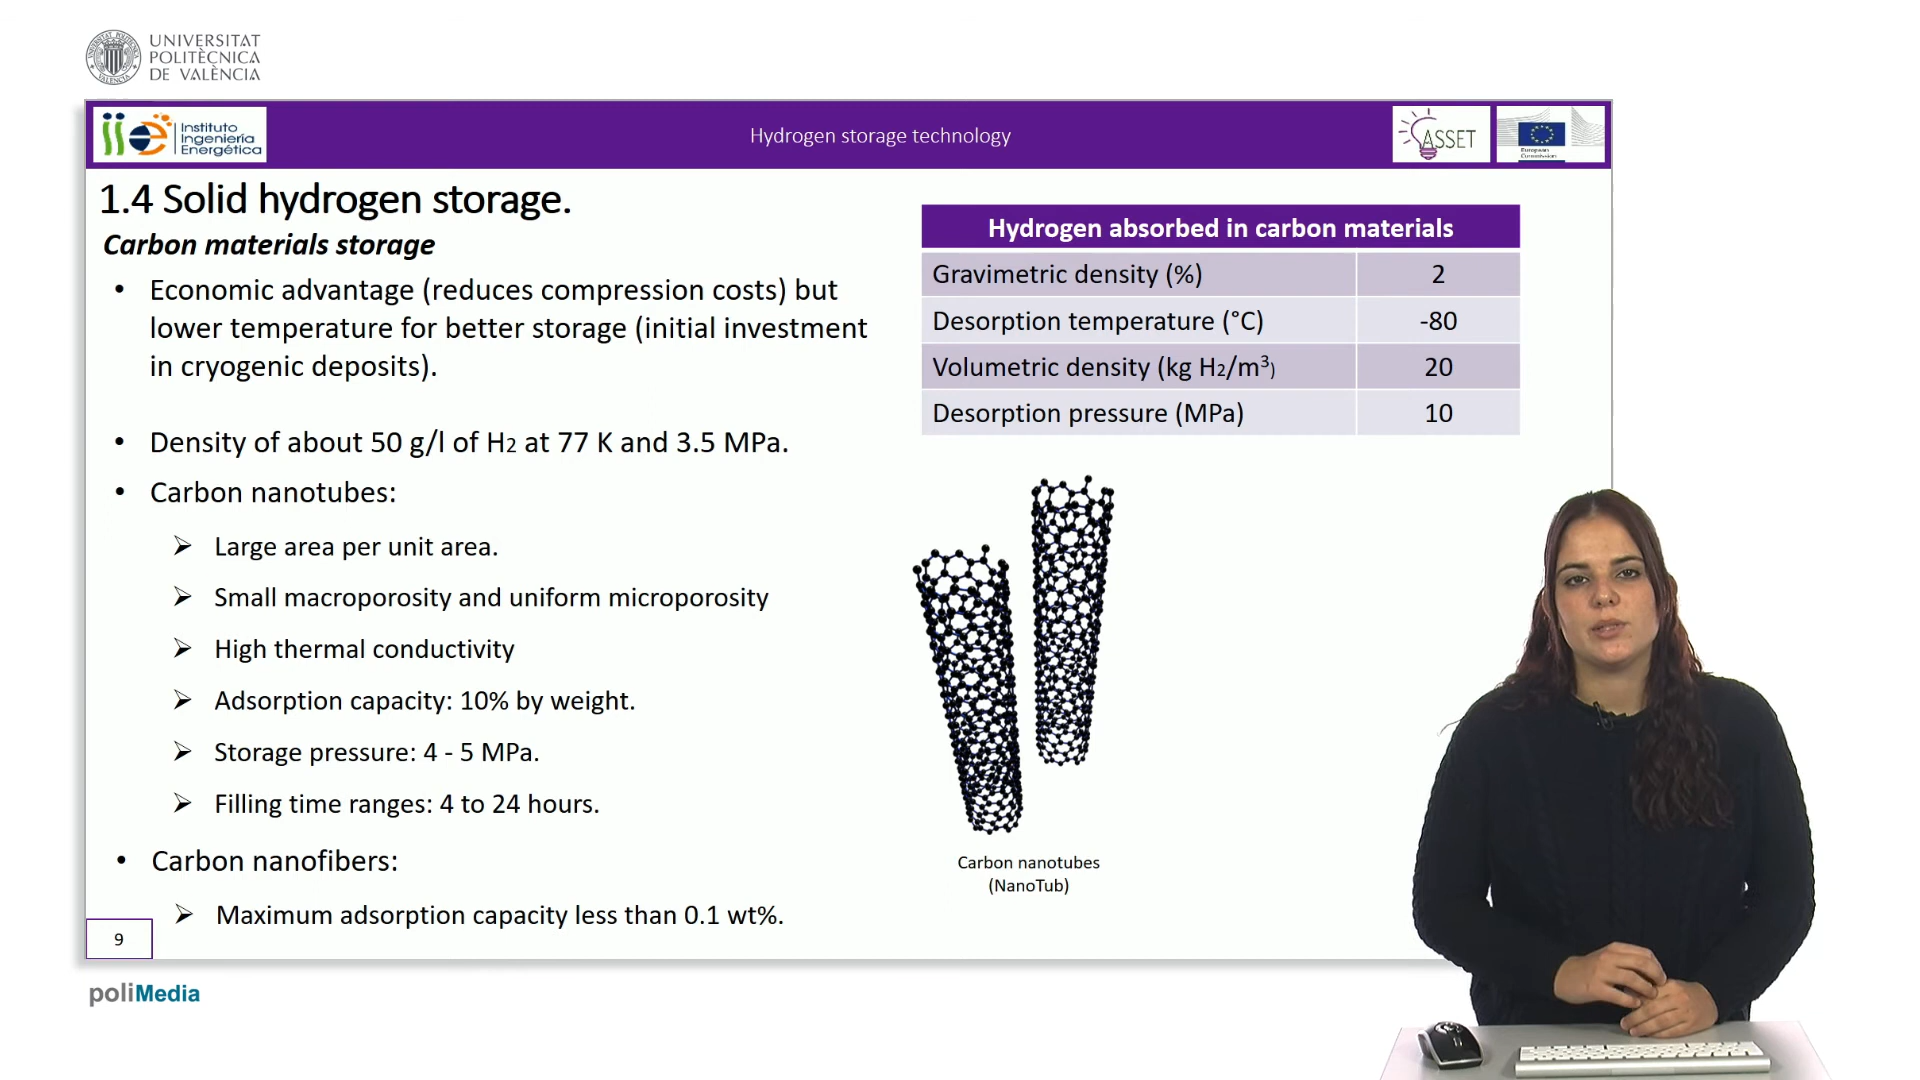 UNIVERSITAT
POLITÈCNICA
DE VALÈNCIA
iie
Instituto
Ingeniería
Energética
Hydrogen storage technology
ASSET
European
Commission
1.4 Solid hydrogen storage.
Carbon materials storage
• Economic advantage (reduces compression costs) but
lower temperature for better storage (initial investment
in cryogenic deposits).
• Density of about 50 g/l of H2 at 77 K and 3.5 MPa.
• Carbon nanotubes:
➢ Large area per unit area.
➢ Small macroporosity and uniform microporosity
➢ High thermal conductivity
➢ Adsorption capacity: 10% by weight.
➢ Storage pressure: 4 - 5 MPa.
➢ Filling time ranges: 4 to 24 hours.
• Carbon nanofibers:
➢ Maximum adsorption capacity less than 0.1 wt%.
Hydrogen absorbed in carbon materials
Gravimetric density (%) 2
Desorption temperature (°C) -80
Volumetric density (kg H2/m³) 20
Desorption pressure (MPa) 10
Carbon nanotubes
(NanoTub)
9
poliMedia